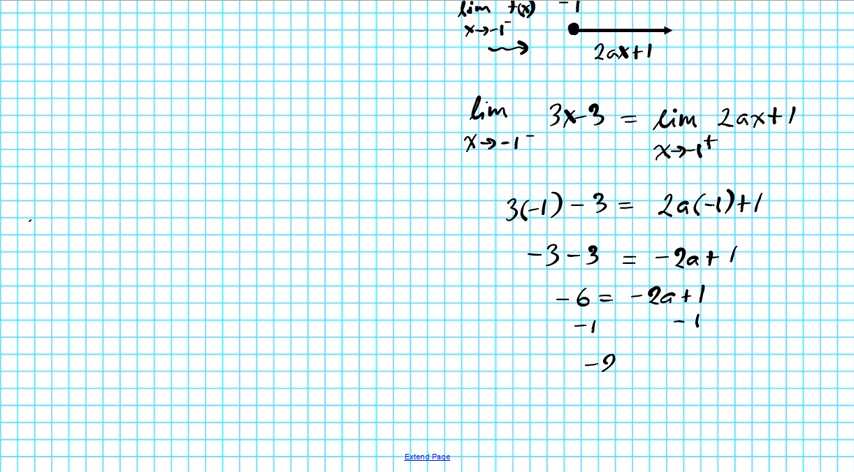 lim f(x) -1
x→-1⁻
2ax+1
lim 3x-3 = lim 2ax+1
x→-1⁻ x→-1⁺
3(-1)-3 = 2a(-1)+1
-3-3 = -2a+1
-6 = -2a+1
-1 -1
Extend Page